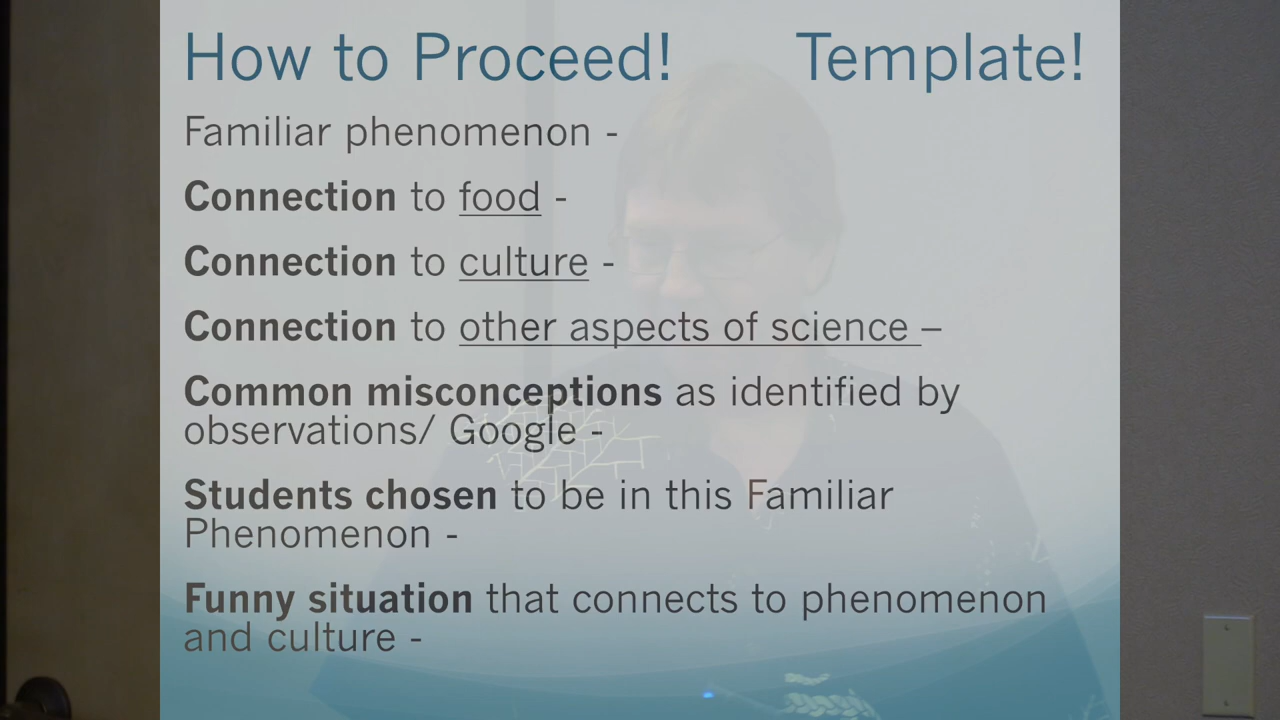 How to Proceed! Template!
Familiar phenomenon -
Connection to food -
Connection to culture -
Connection to other aspects of science –
Common misconceptions as identified by
observations/ Google -
Students chosen to be in this Familiar
Phenomenon -
Funny situation that connects to phenomenon
and culture -